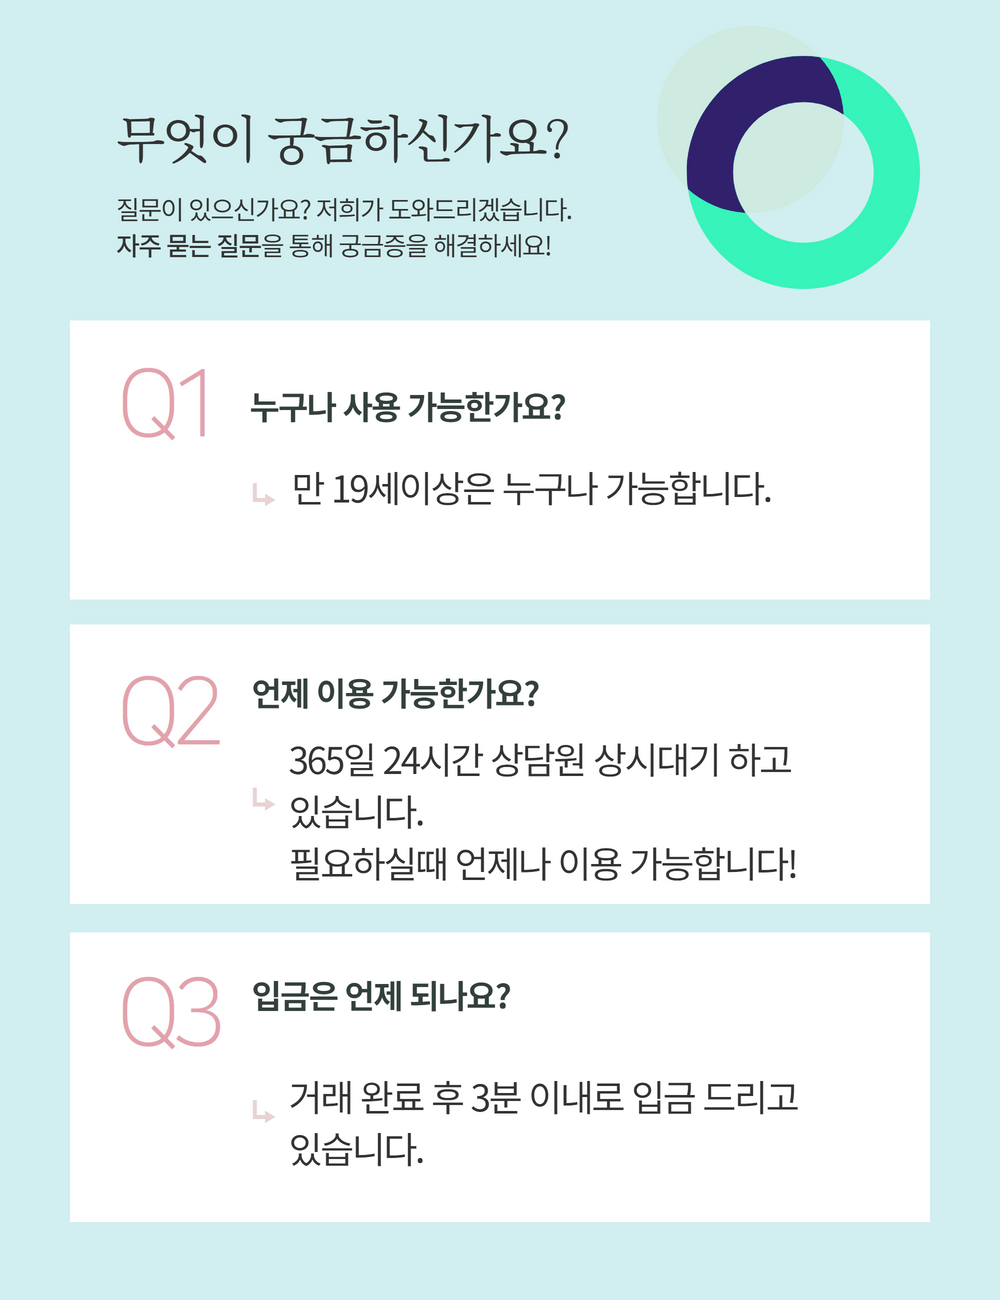 무엇이 궁금하신가요?
질문이 있으신가요? 저희가 도와드리겠습니다.
자주 묻는 질문을 통해 궁금증을 해결하세요!
Q1
누구나 사용 가능한가요?
만 19세이상은 누구나 가능합니다.
Q2
언제 이용 가능한가요?
365일 24시간 상담원 상시대기 하고
있습니다.
필요하실때 언제나 이용 가능합니다!
Q3
입금은 언제 되나요?
거래 완료 후 3분 이내로 입금 드리고
있습니다.